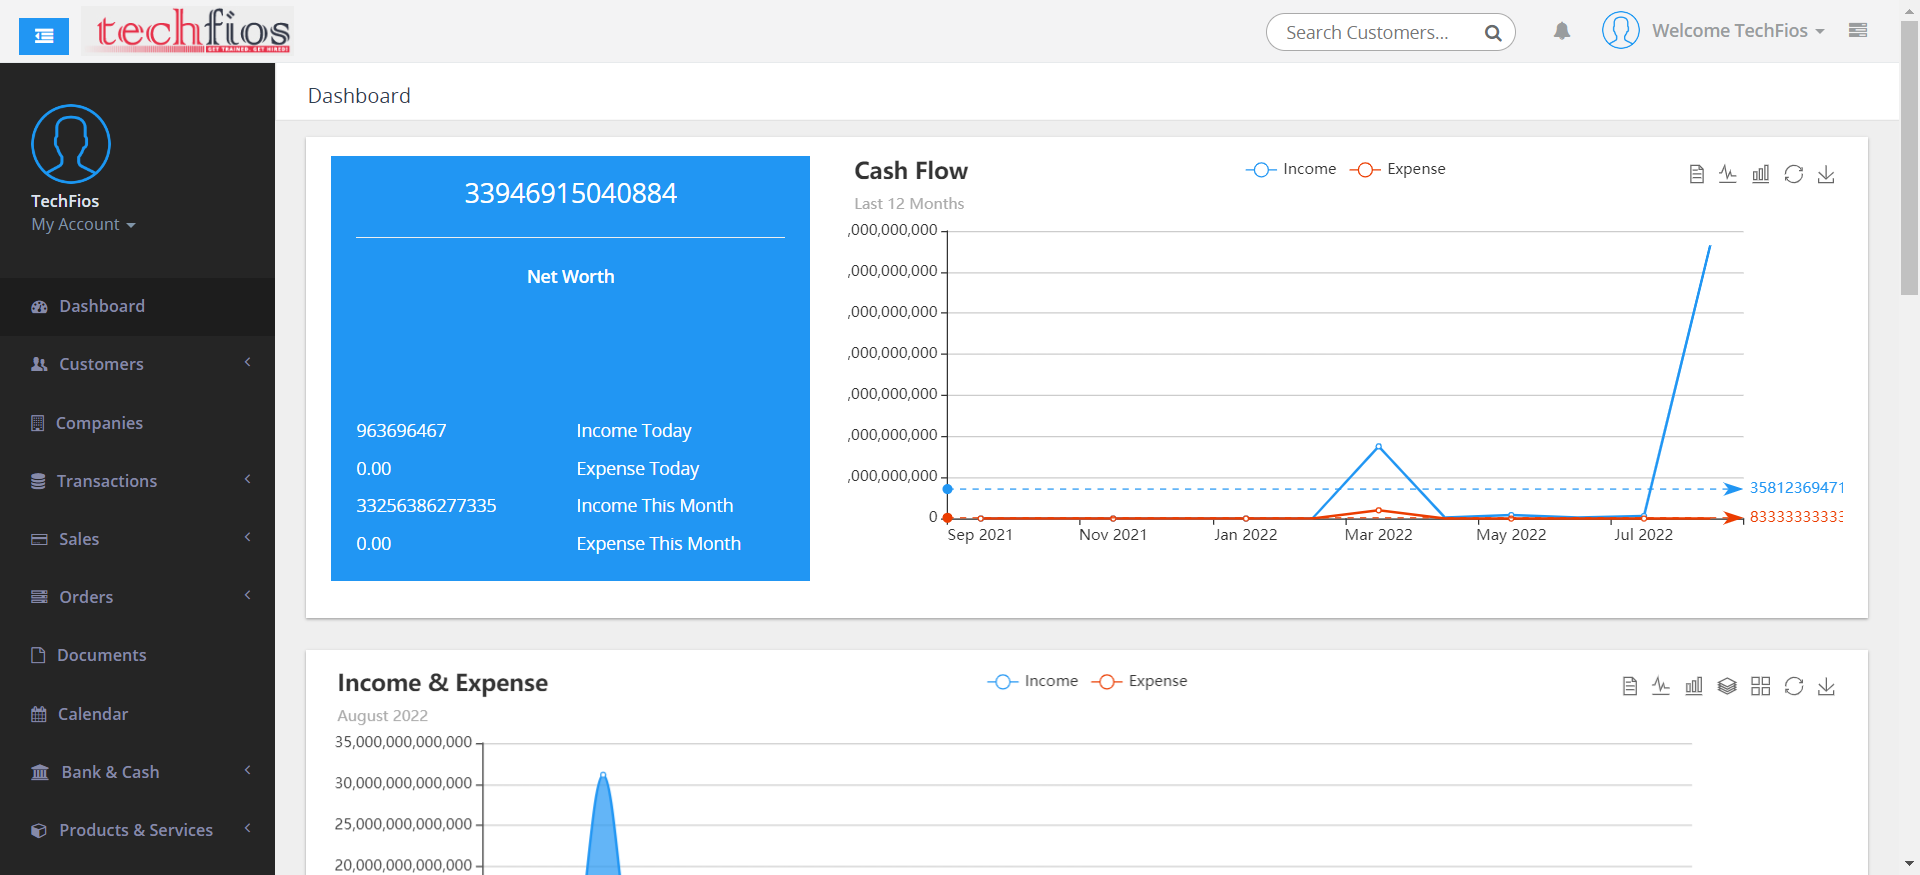 techfios
GET TRAINED. GET HIRED!
Search Customers...
Welcome TechFios
TechFios
My Account
Dashboard
Customers
Companies
Transactions
Sales
Orders
Documents
Calendar
Bank & Cash
Products & Services
Dashboard
33946915040884
Net Worth
963696467 Income Today
0.00 Expense Today
33256386277335 Income This Month
0.00 Expense This Month
Cash Flow
Last 12 Months
Income Expense
,000,000,000
,000,000,000
,000,000,000
,000,000,000
,000,000,000
,000,000,000
,000,000,000
0
35812369471
83333333333
Sep 2021 Nov 2021 Jan 2022 Mar 2022 May 2022 Jul 2022
Income & Expense
August 2022
Income Expense
35,000,000,000,000
30,000,000,000,000
25,000,000,000,000
20,000,000,000,000